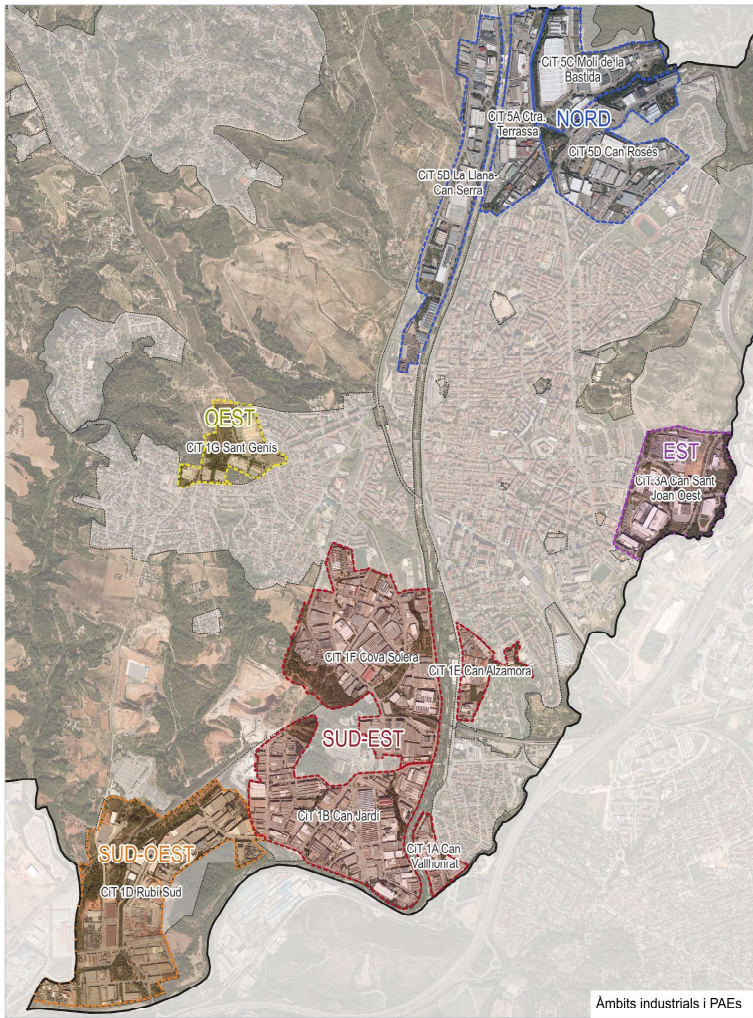 CiT 5C Molí de la
Bastida
CiT 5A Ctra.
Terrassa
NORD
CiT 5D Can Rosés
CiT 5B La Llana-
Can Serra
OEST
CiT 1G Sant Genís
EST
CiT 3A Can Sant
Joan Oest
CiT 1F Cova Solera
CiT 1E Can Alzamora
SUD-EST
CiT 1B Can Jardí
CiT 1A Can
Vallhonrat
SUD-OEST
CiT 1D Rubí Sud
Àmbits industrials i PAEs